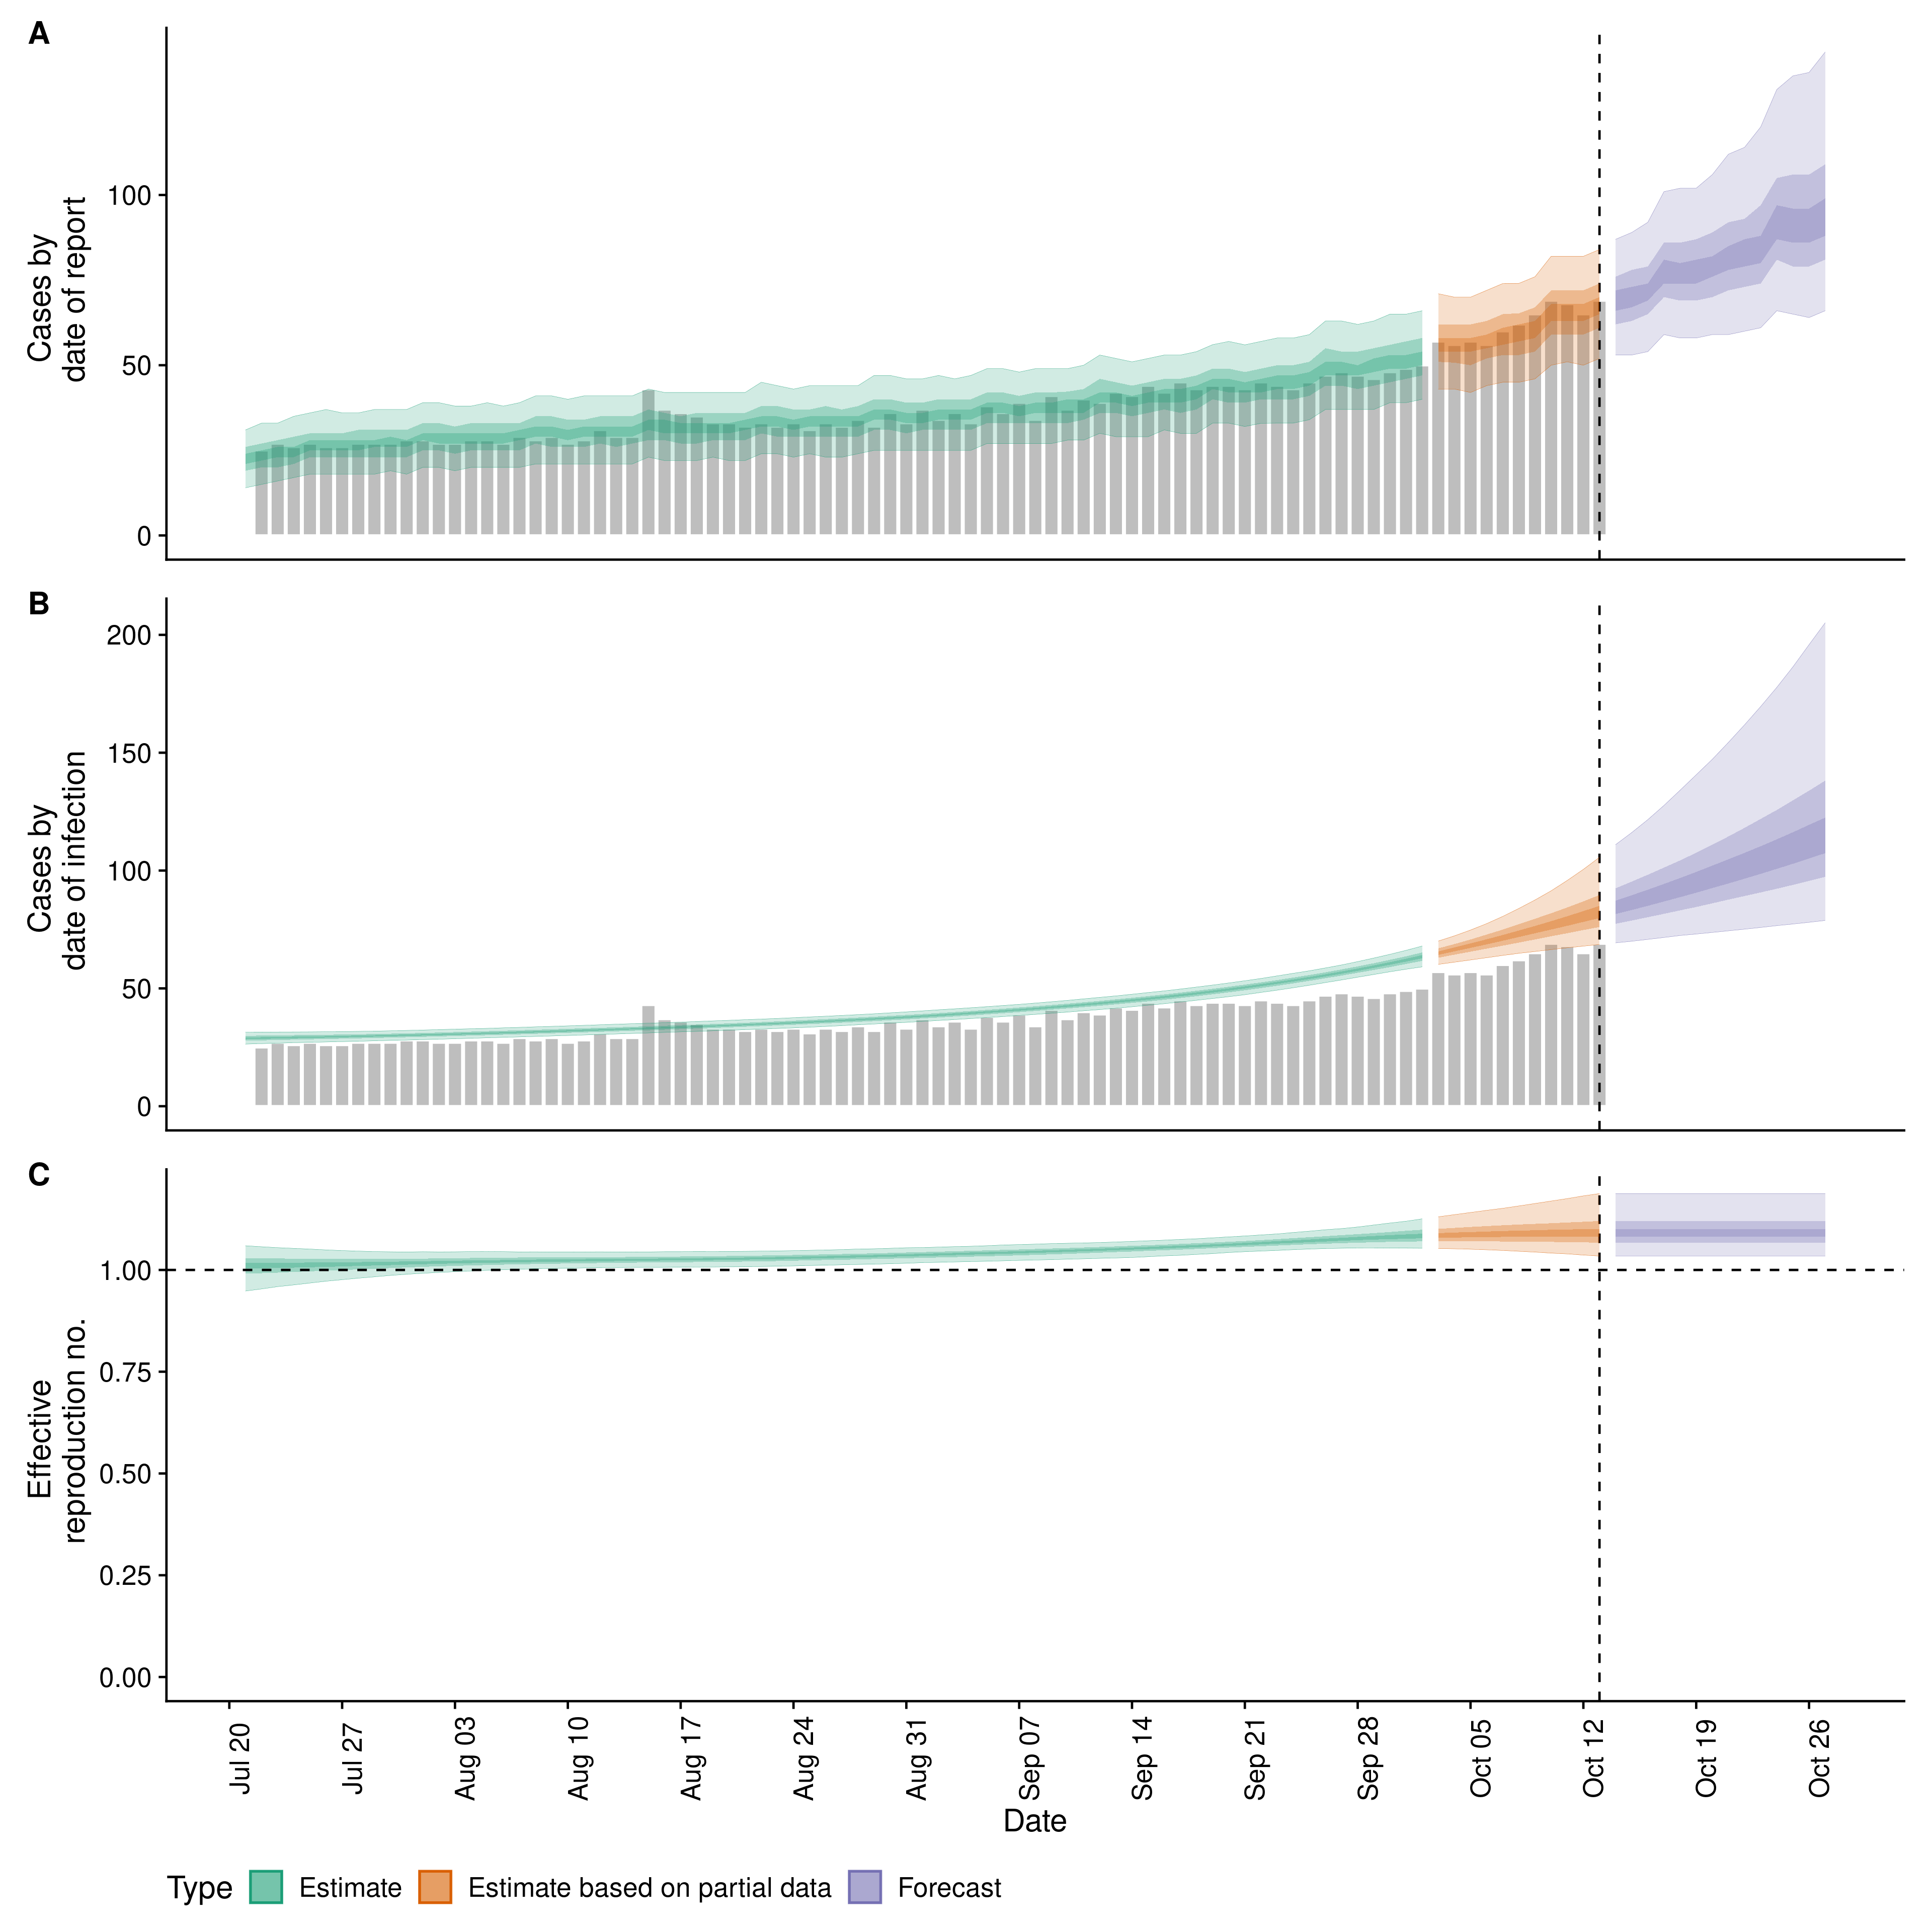 A
Cases by
date of report
100
50
0
B
Cases by
date of infection
200
150
100
50
0
C
Effective
reproduction no.
1.00
0.75
0.50
0.25
0.00
Jul 20
Jul 27
Aug 03
Aug 10
Aug 17
Aug 24
Aug 31
Sep 07
Sep 14
Sep 21
Sep 28
Oct 05
Oct 12
Oct 19
Oct 26
Date
Type Estimate Estimate based on partial data Forecast